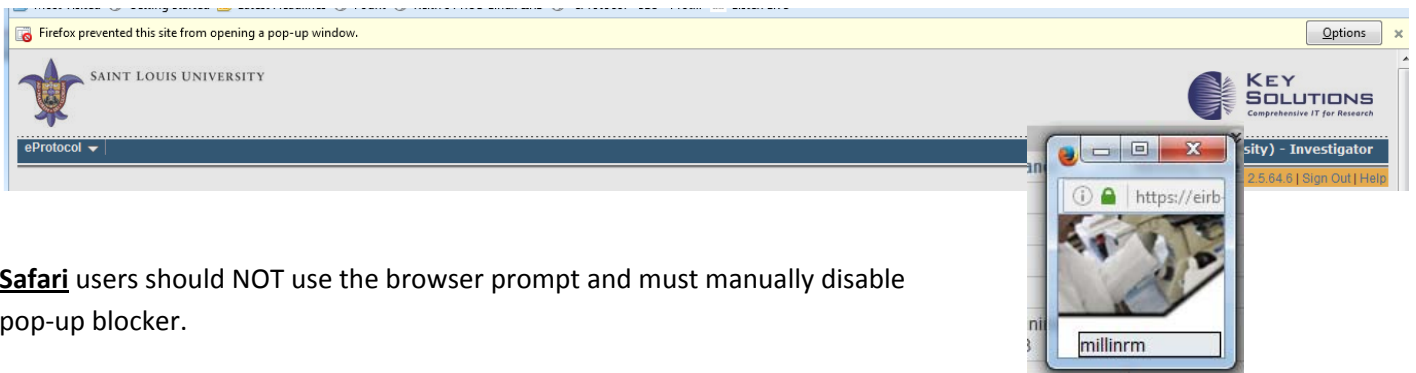 Firefox prevented this site from opening a pop-up window.
Options
SAINT LOUIS UNIVERSITY
KEY
SOLUTIONS
Comprehensive IT for Research
eProtocol
sity) - Investigator
2.5.64.6 | Sign Out | Help
https://eirb-
millinrm
Safari users should NOT use the browser prompt and must manually disable
pop-up blocker.